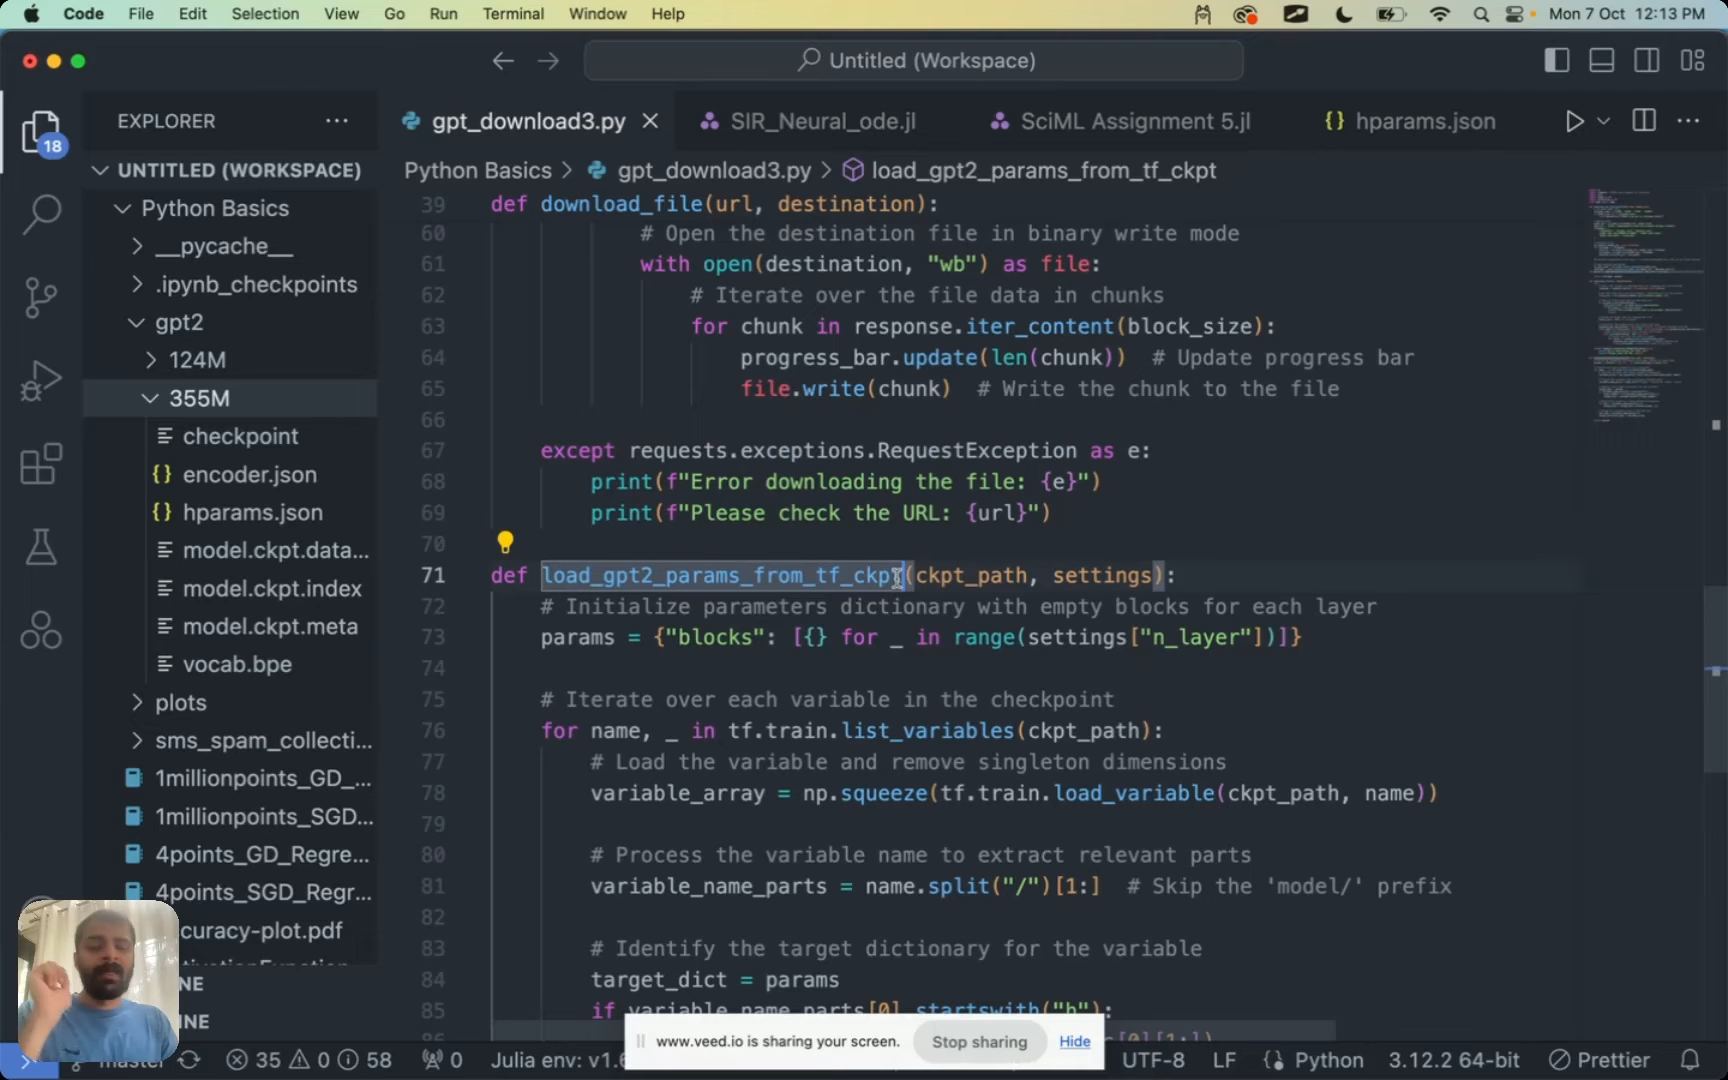 Code File Edit Selection View Go Run Terminal Window Help Mon 7 Oct 12:13 PM
Untitled (Workspace)
EXPLORER
18
UNTITLED (WORKSPACE)
Python Basics
__pycache__
.ipynb_checkpoints
gpt2
124M
355M
checkpoint
encoder.json
hparams.json
model.ckpt.data...
model.ckpt.index
model.ckpt.meta
vocab.bpe
plots
sms_spam_collecti...
1millionpoints_GD_...
1millionpoints_SGD...
4points_GD_Regre...
4points_SGD_Regr...
curacy-plot.pdf
NE
NE
gpt_download3.py SIR_Neural_ode.jl SciML Assignment 5.jl hparams.json
Python Basics > gpt_download3.py > load_gpt2_params_from_tf_ckpt
39 def download_file(url, destination):
60 # Open the destination file in binary write mode
61 with open(destination, "wb") as file:
62 # Iterate over the file data in chunks
63 for chunk in response.iter_content(block_size):
64 progress_bar.update(len(chunk)) # Update progress bar
65 file.write(chunk) # Write the chunk to the file
66
67 except requests.exceptions.RequestException as e:
68 print(f"Error downloading the file: {e}")
69 print(f"Please check the URL: {url}")
70
71 def load_gpt2_params_from_tf_ckpt(ckpt_path, settings):
72 # Initialize parameters dictionary with empty blocks for each layer
73 params = {"blocks": [{} for _ in range(settings["n_layer"])]}
74
75 # Iterate over each variable in the checkpoint
76 for name, _ in tf.train.list_variables(ckpt_path):
77 # Load the variable and remove singleton dimensions
78 variable_array = np.squeeze(tf.train.load_variable(ckpt_path, name))
79
80 # Process the variable name to extract relevant parts
81 variable_name_parts = name.split("/")[1:] # Skip the 'model/' prefix
82
83 # Identify the target dictionary for the variable
84 target_dict = params
85 if variable_name_parts[0].startswith("h"):
www.veed.io is sharing your screen. Stop sharing Hide
master 35 0 58 0 Julia env: v1.6 UTF-8 LF Python 3.12.2 64-bit Prettier